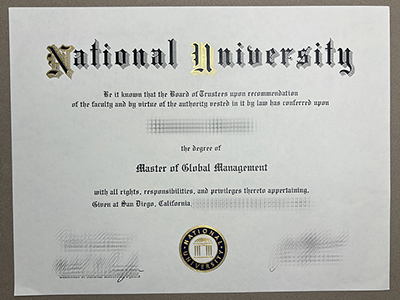 National University
Be it known that the Board of Trustees upon recommendation
of the faculty and by virtue of the authority vested in it by law has conferred upon
the degree of
Master of Global Management
with all rights, responsibilities, and privileges thereto appertaining.
Given at San Diego, California,
NATIONAL
UNIVERSITY